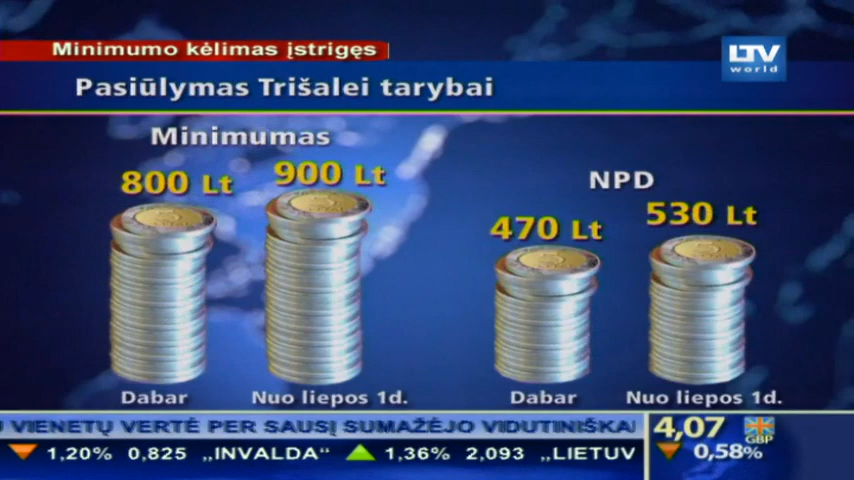 Minimumo kėlimas įstrigęs
LTV
world
Pasiūlymas Trišalei tarybai
Minimumas
800 Lt
900 Lt
NPD
470 Lt
530 Lt
Dabar
Nuo liepos 1d.
Dabar
Nuo liepos 1d.
VIENETŲ VERTĖ PER SAUSĮ SUMAŽĖJO VIDUTINIŠKAI
4,07
GBP
0,58%
1,20% 0,825 „INVALDA“ 1,36% 2,093 „LIETUV